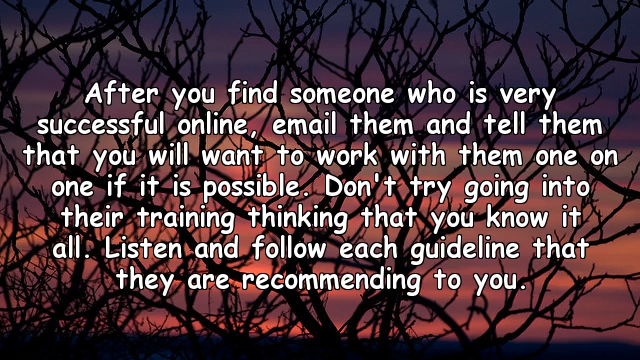 After you find someone who is very
successful online, email them and tell them
that you will want to work with them one on
one if it is possible. Don't try going into
their training thinking that you know it
all. Listen and follow each guideline that
they are recommending to you.